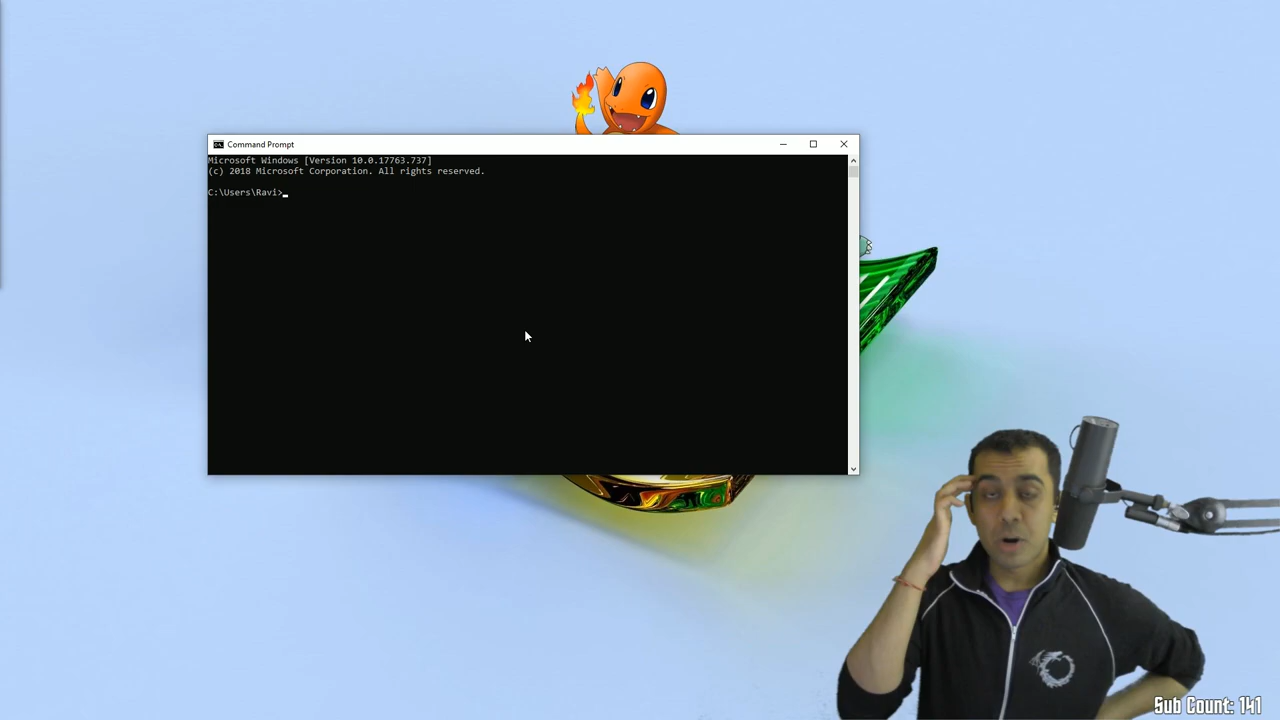 Command Prompt
Microsoft Windows [Version 10.0.17763.737]
(c) 2018 Microsoft Corporation. All rights reserved.
C:\Users\Ravi>_
Sub Count: 141